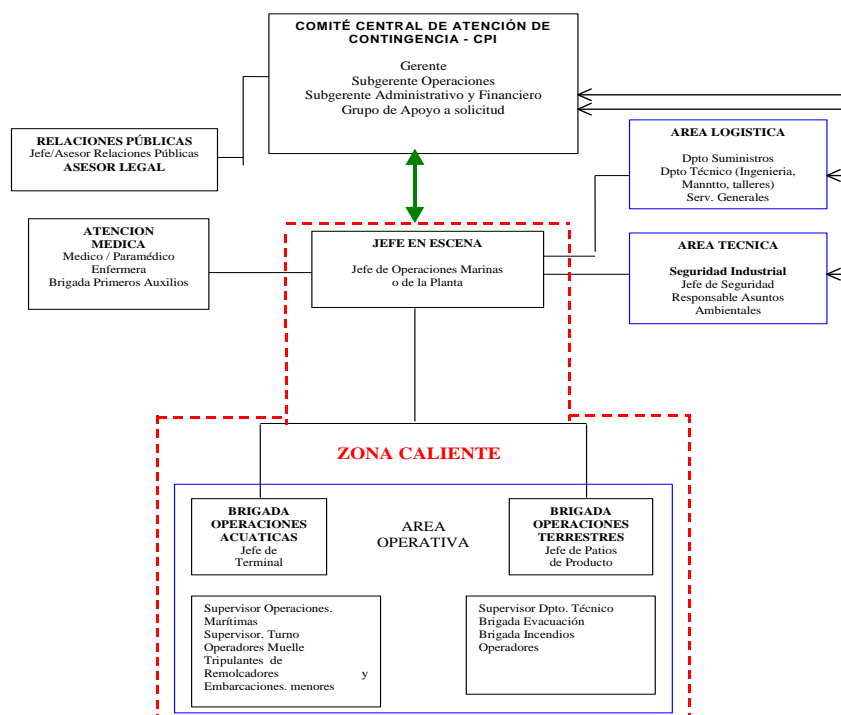 COMITÉ CENTRAL DE ATENCIÓN DE
CONTINGENCIA - CPI
Gerente
Subgerente Operaciones
Subgerente Administrativo y Financiero
Grupo de Apoyo a solicitud
RELACIONES PÚBLICAS
Jefe/Asesor Relaciones Públicas
ASESOR LEGAL
AREA LOGISTICA
Dpto Suministros
Dpto Técnico (Ingenieria,
Manntto, talleres)
Serv. Generales
ATENCION
MEDICA
Medico / Paramédico
Enfermera
Brigada Primeros Auxilios
JEFE EN ESCENA
Jefe de Operaciones Marinas
o de la Planta
AREA TECNICA
Seguridad Industrial
Jefe de Seguridad
Responsable Asuntos
Ambientales
ZONA CALIENTE
BRIGADA
OPERACIONES
ACUATICAS
Jefe de
Terminal
AREA
OPERATIVA
BRIGADA
OPERACIONES
TERRESTRES
Jefe de Patios
de Producto
Supervisor Operaciones.
Marítimas
Supervisor. Turno
Operadores Muelle
Tripulantes de
Remolcadores y
Embarcaciones. menores
Supervisor Dpto. Técnico
Brigada Evacuación
Brigada Incendios
Operadores